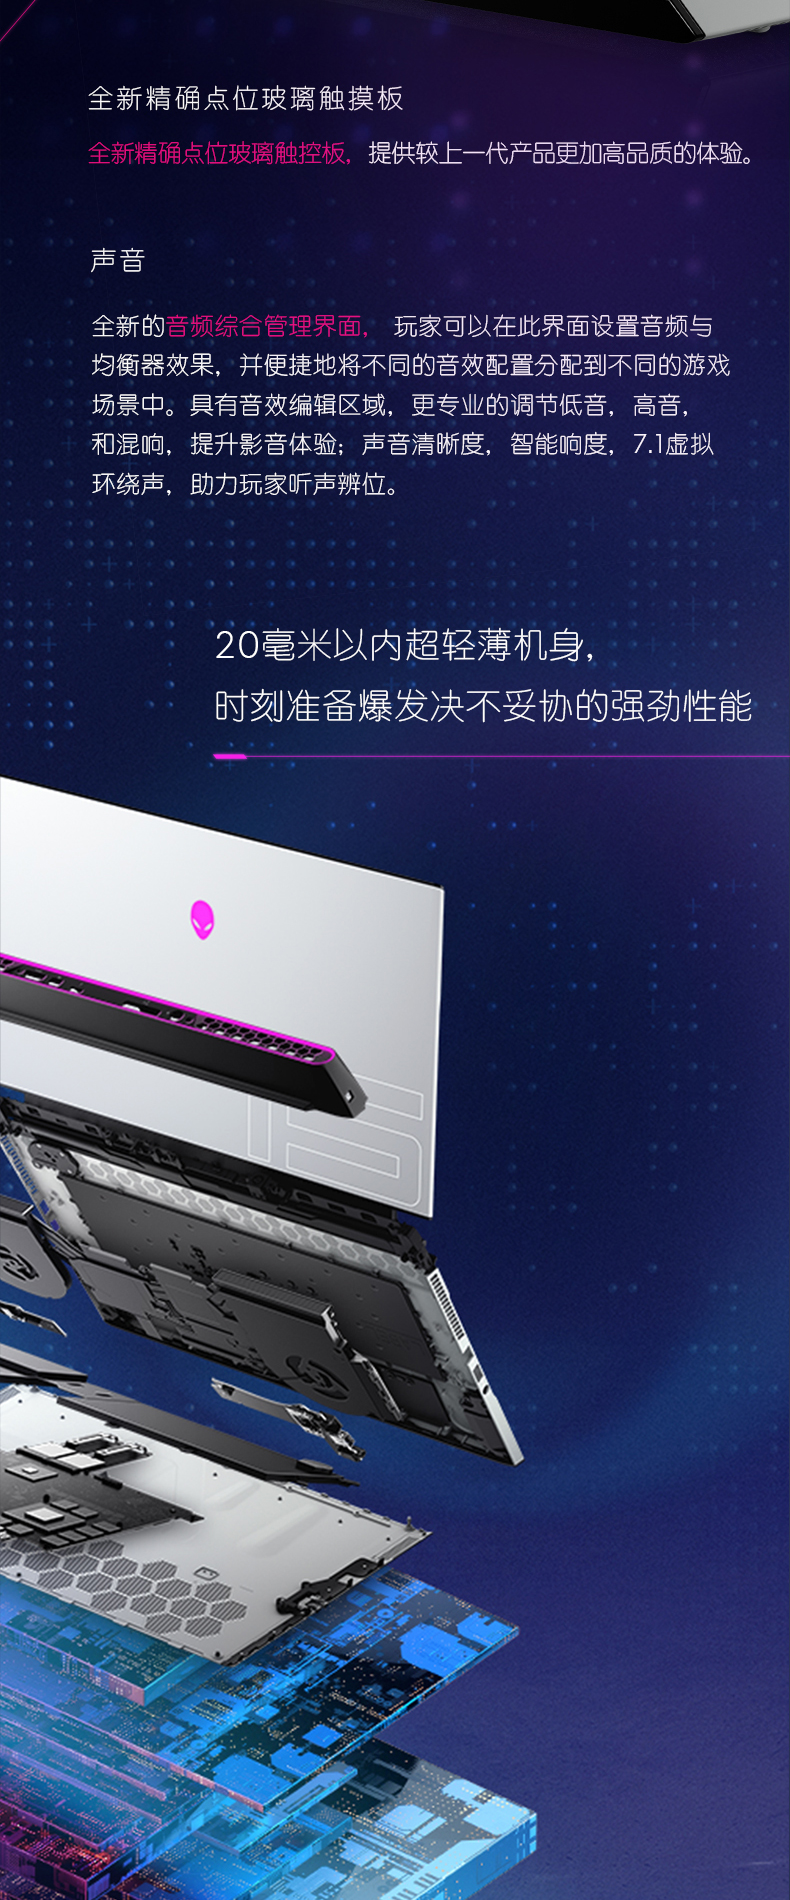 全新精确点位玻璃触摸板
全新精确点位玻璃触控板，提供较上一代产品更加高品质的体验。
声音
全新的音频综合管理界面， 玩家可以在此界面设置音频与
均衡器效果，并便捷地将不同的音效配置分配到不同的游戏
场景中。具有音效编辑区域，更专业的调节低音，高音，
和混响，提升影音体验；声音清晰度，智能响度，7.1虚拟
环绕声，助力玩家听声辨位。
20毫米以内超轻薄机身，
时刻准备爆发决不妥协的强劲性能
15